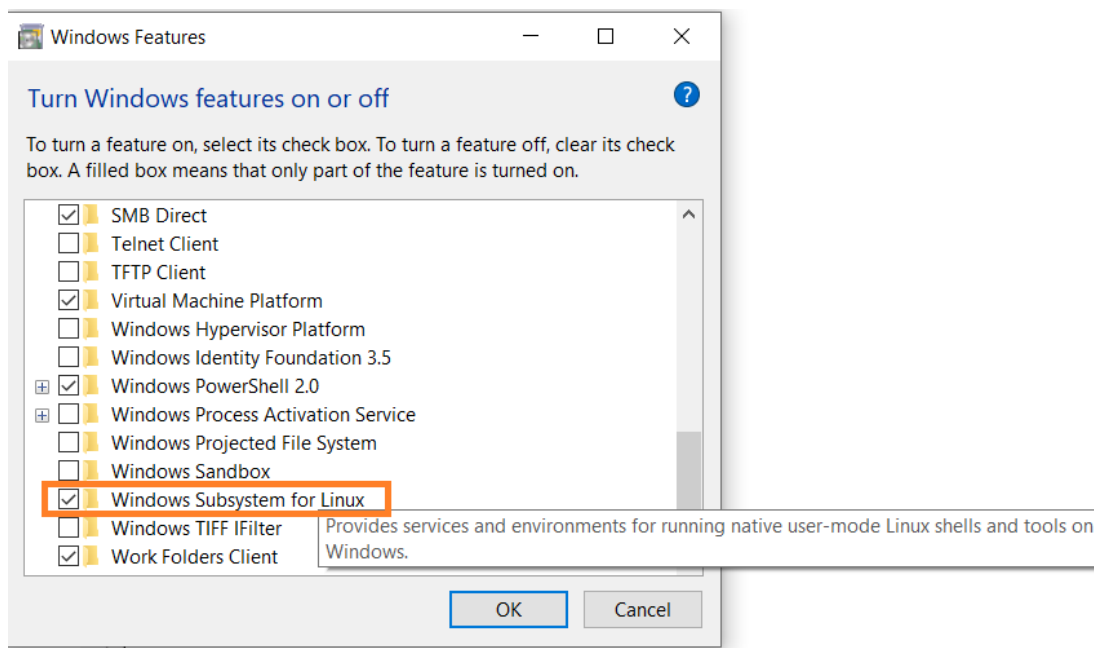 Windows Features
Turn Windows features on or off
To turn a feature on, select its check box. To turn a feature off, clear its check
box. A filled box means that only part of the feature is turned on.
SMB Direct
Telnet Client
TFTP Client
Virtual Machine Platform
Windows Hypervisor Platform
Windows Identity Foundation 3.5
Windows PowerShell 2.0
Windows Process Activation Service
Windows Projected File System
Windows Sandbox
Windows Subsystem for Linux
Windows TIFF IFilter
Provides services and environments for running native user-mode Linux shells and tools on
Windows.
Work Folders Client
OK
Cancel